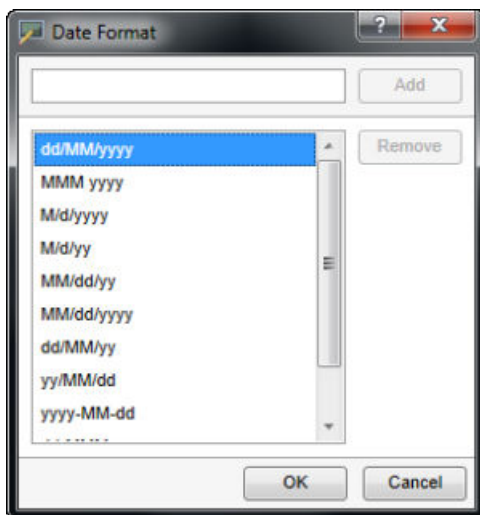 Date Format
?
Add
dd/MM/yyyy
Remove
MMM yyyy
M/d/yyyy
M/d/yy
MM/dd/yy
MM/dd/yyyy
dd/MM/yy
yy/MM/dd
yyyy-MM-dd
OK
Cancel